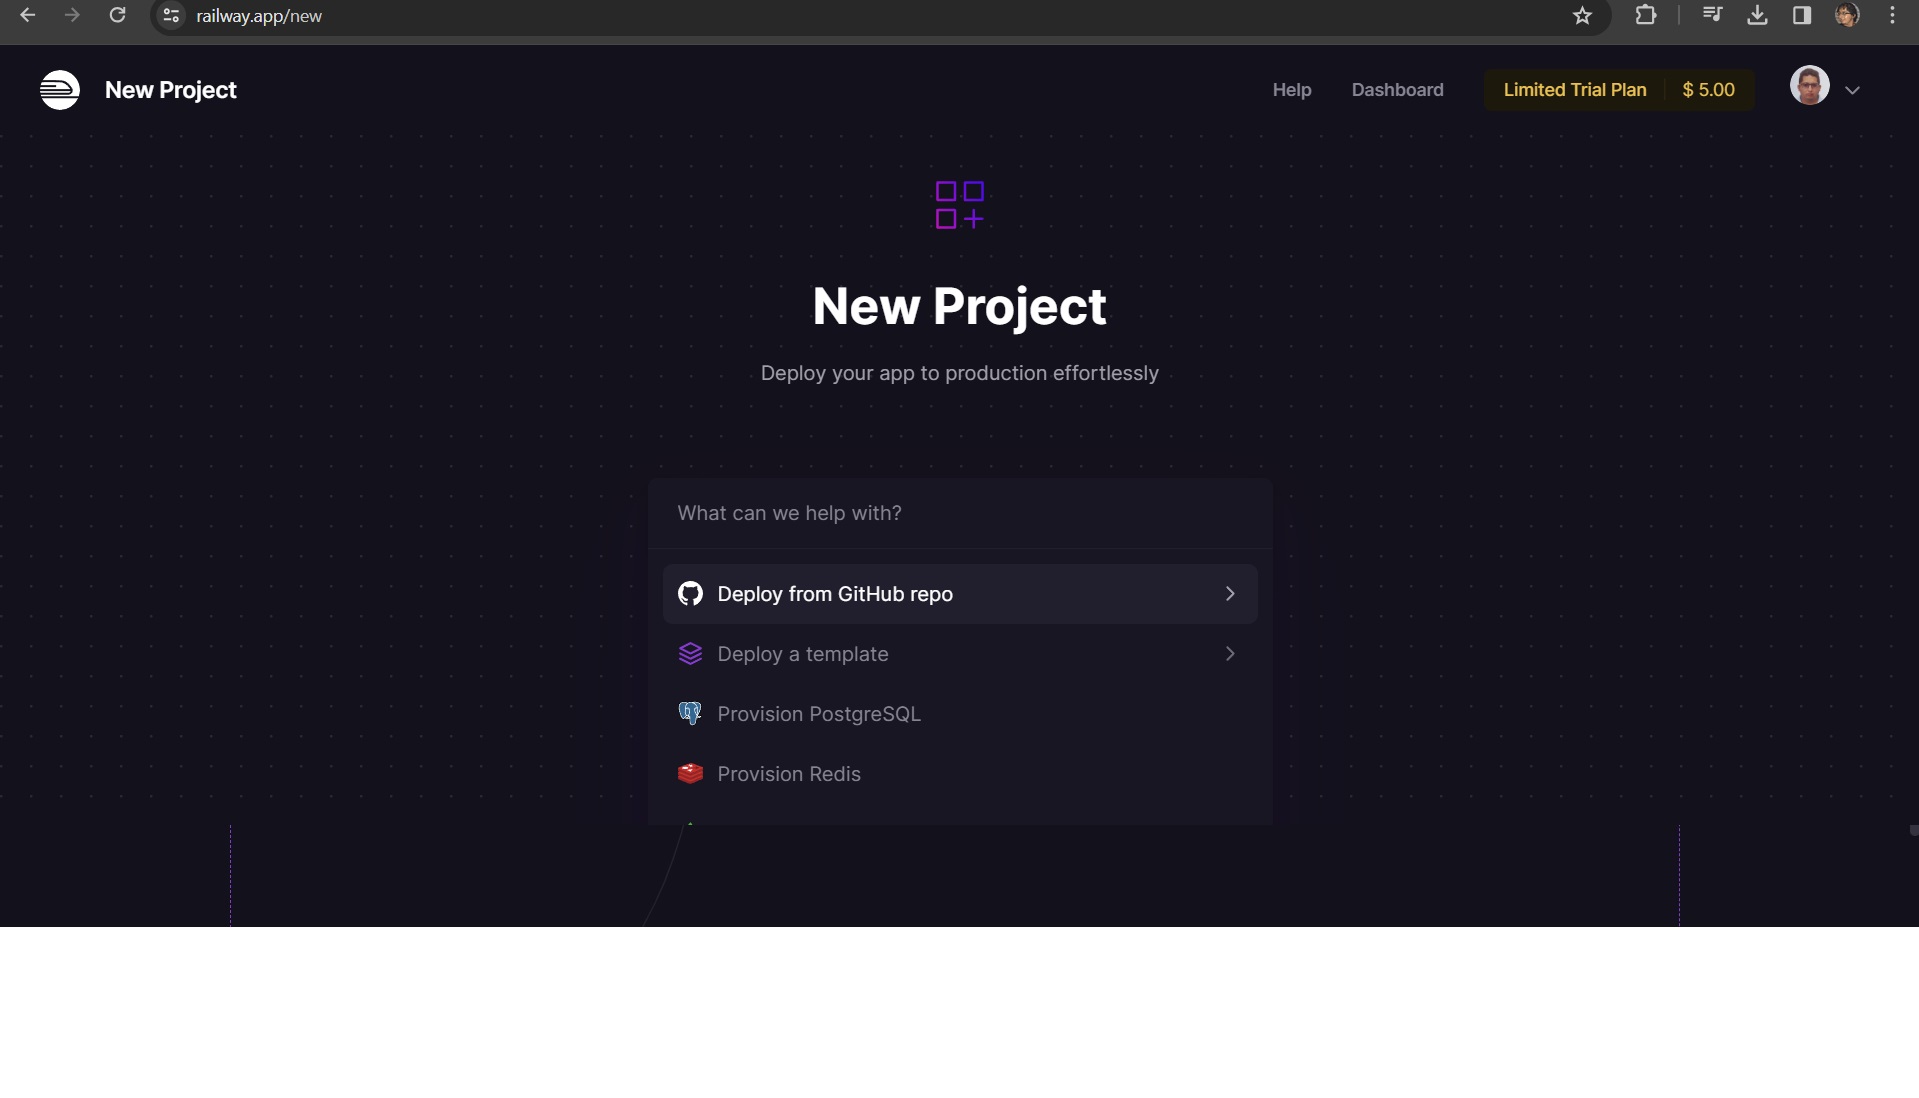 railway.app/new
New Project
Help
Dashboard
Limited Trial Plan
$ 5.00
New Project
Deploy your app to production effortlessly
What can we help with?
Deploy from GitHub repo
Deploy a template
Provision PostgreSQL
Provision Redis